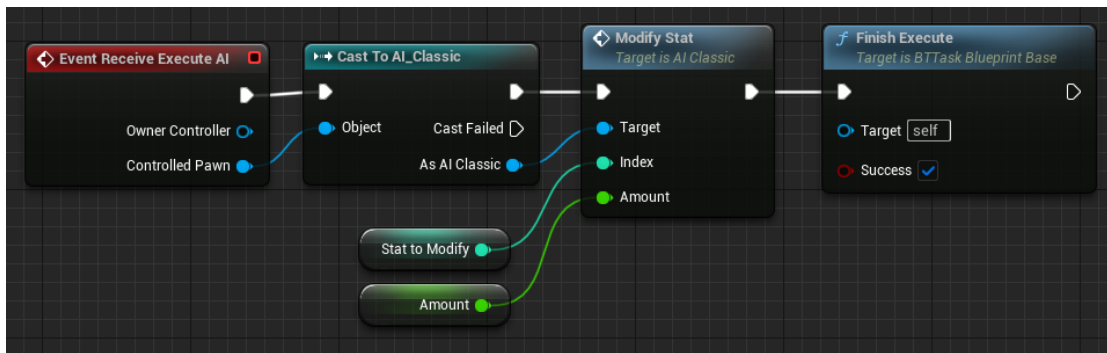 Event Receive Execute AI
Owner Controller
Controlled Pawn
Cast To AI_Classic
Object
Cast Failed
As AI Classic
Stat to Modify
Amount
Modify Stat
Target is AI Classic
Target
Index
Amount
f Finish Execute
Target is BTTask Blueprint Base
Target self
Success